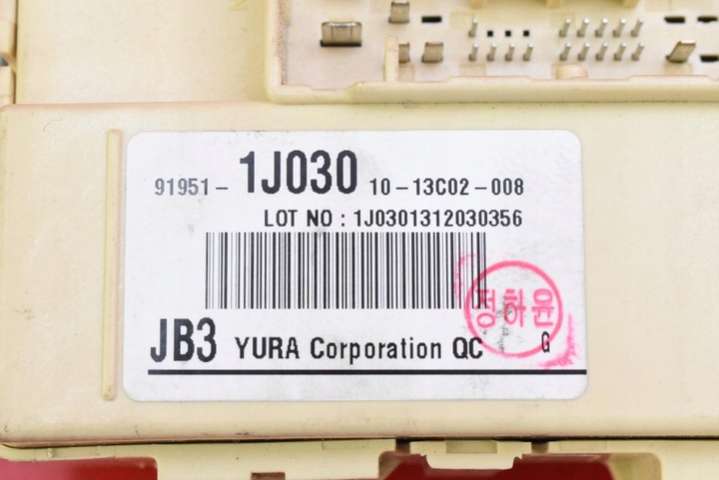 91951-1J030 10-13C02-008
LOT NO : 1J0301312030356
정하윤
JB3 YURA Corporation QC G